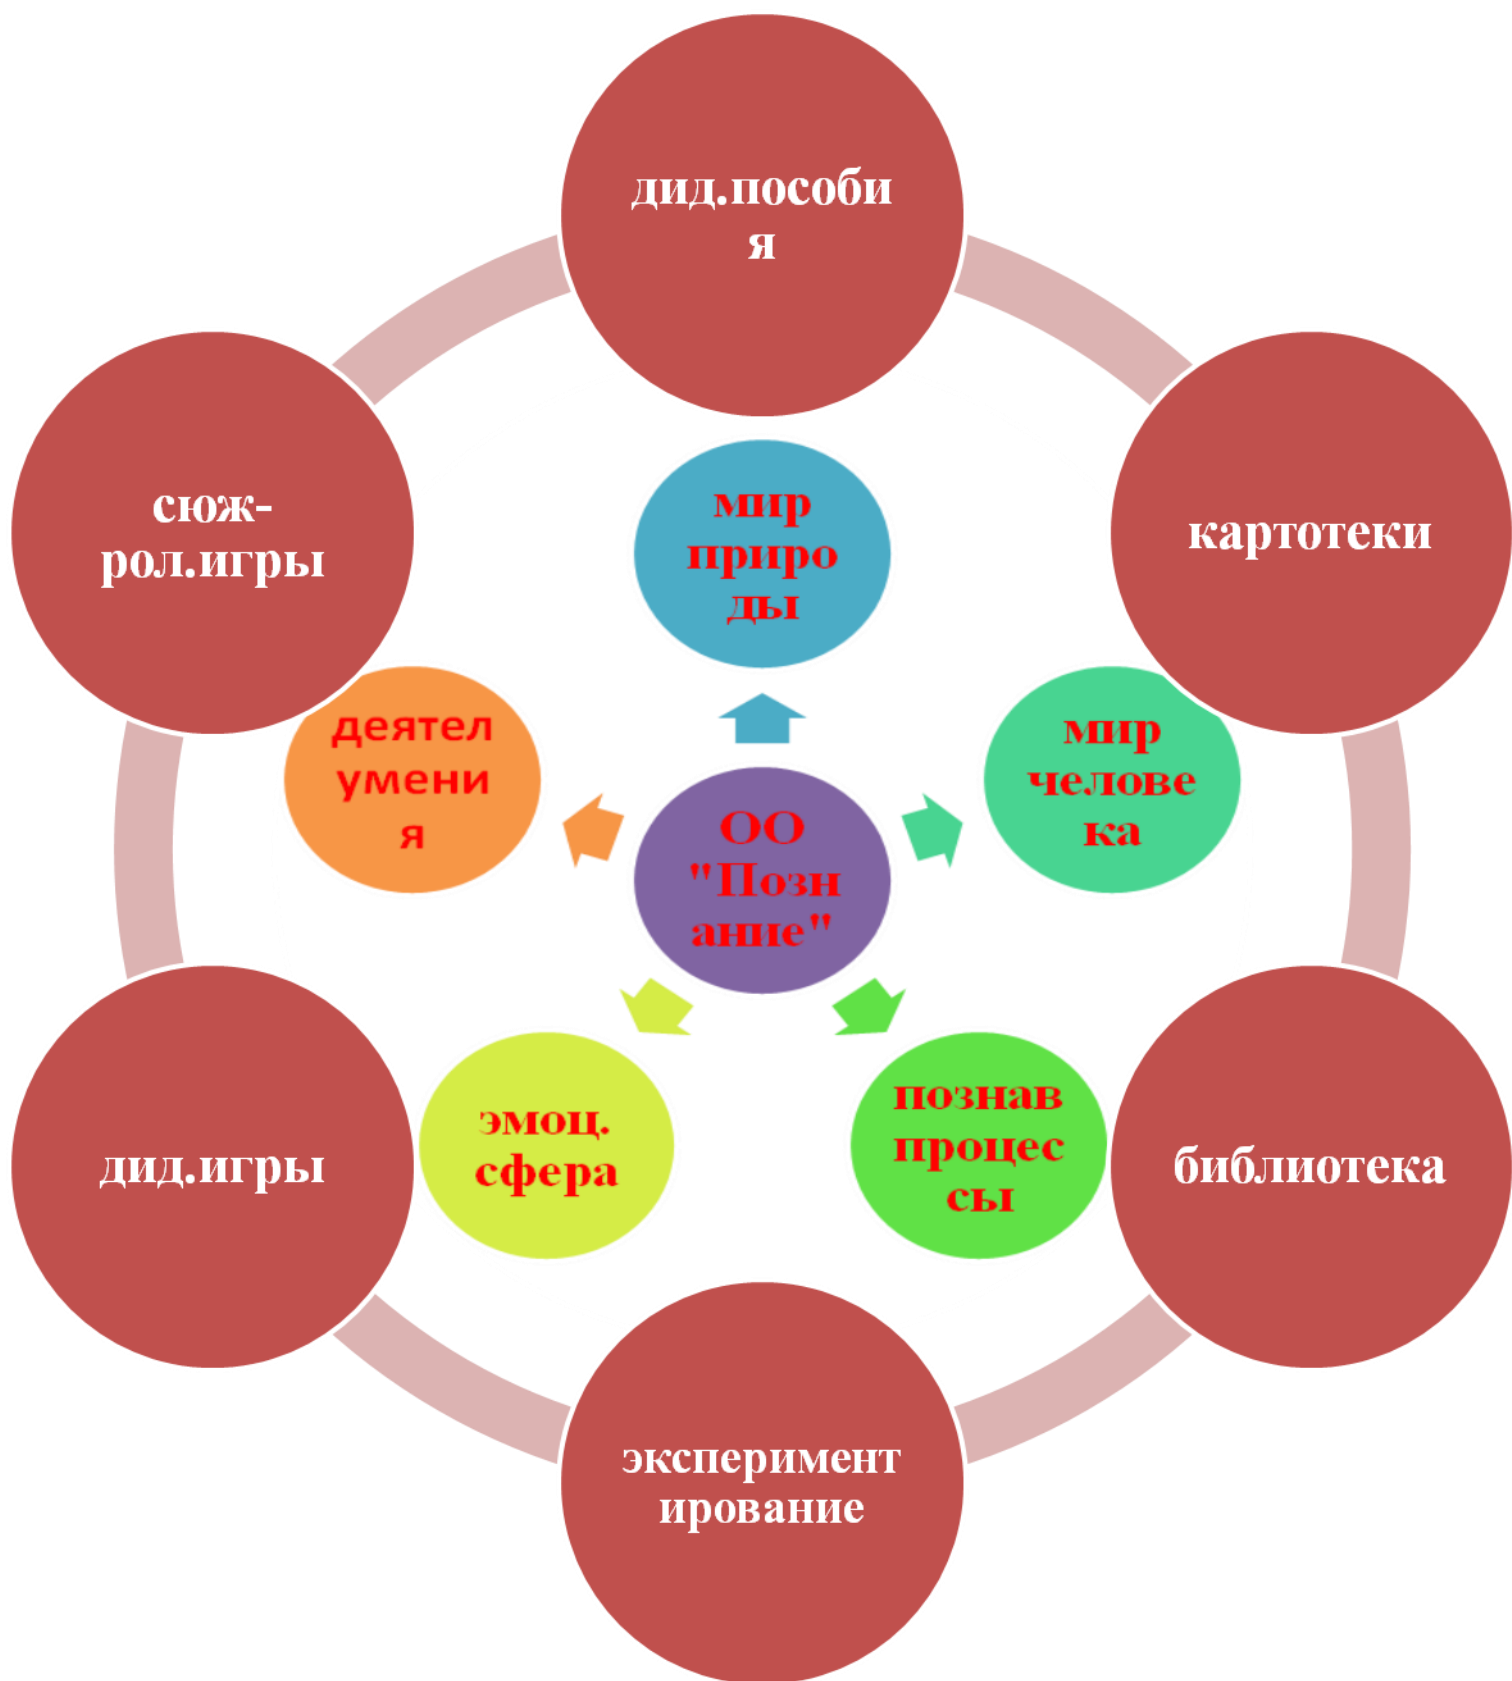 дид.пособи
я
сюж-
рол.игры
картотеки
мир
приро
ды
деятел
умени
я
мир
челове
ка
ОО
"Позн
ание"
дид.игры
эмоц.
сфера
познав
процес
сы
библиотека
эксперимент
ирование